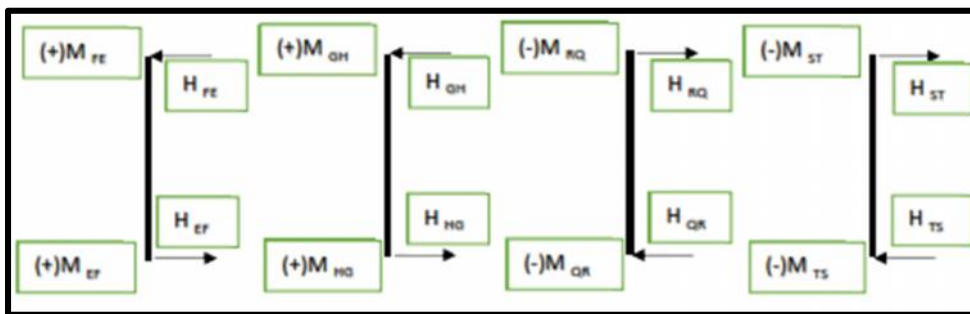 (+)M FE
(+)M GH
(-)M RQ
(-)M ST
H FE
H GH
H RQ
H ST
H EF
H HG
H QR
H TS
(+)M EF
(+)M HG
(-)M QR
(-)M TS